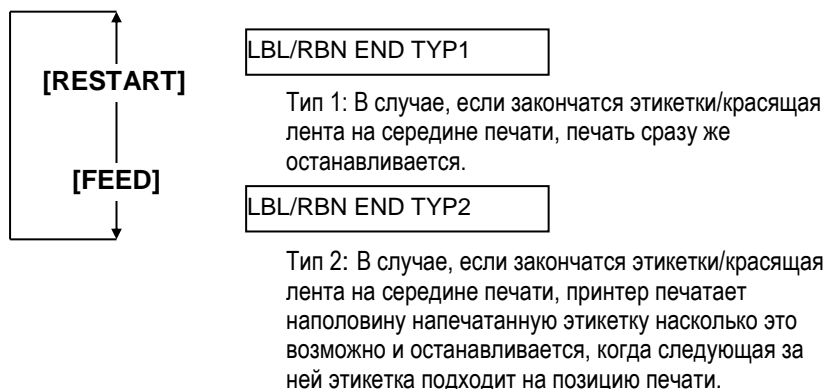 LBL/RBN END TYP1
[RESTART]
Тип 1: В случае, если закончатся этикетки/красящая
лента на середине печати, печать сразу же
останавливается.
[FEED]
LBL/RBN END TYP2
Тип 2: В случае, если закончатся этикетки/красящая
лента на середине печати, принтер печатает
наполовину напечатанную этикетку насколько это
возможно и останавливается, когда следующая за
ней этикетка подходит на позицию печати.